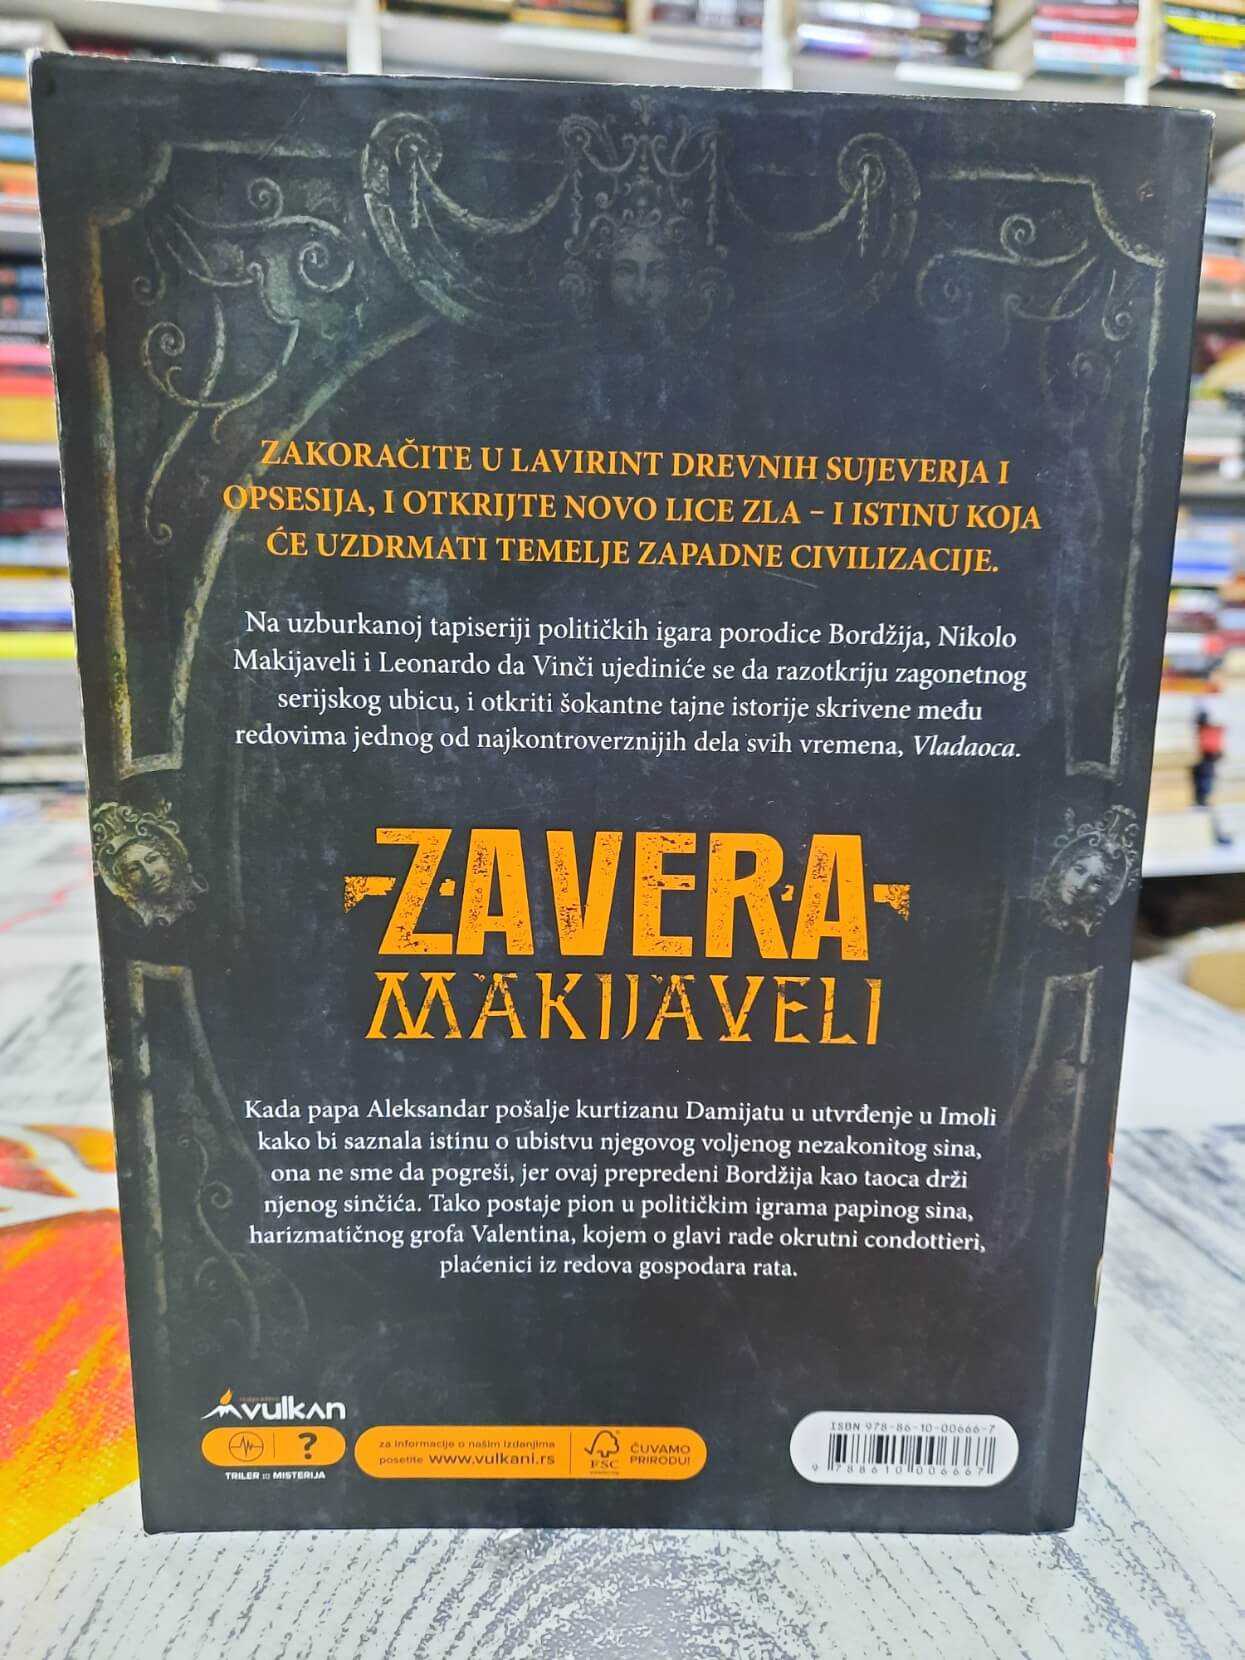 ZAKORAČITE U LAVIRINT DREVNIH SUJEVERJA I
OPSESIJA, I OTKRIJTE NOVO LICE ZLA – I ISTINU KOJA
ĆE UZDRMATI TEMELJE ZAPADNE CIVILIZACIJE.
Na uzburkanoj tapiseriji političkih igara porodice Bordžija, Nikolo
Makijaveli i Leonardo da Vinči ujediniće se da razotkriju zagonetnog
serijskog ubicu, i otkriti šokantne tajne istorije skrivene među
redovima jednog od najkontroverznijih dela svih vremena, Vladaoca.
ZAVERA
MAKIJAVELI
Kada papa Aleksandar pošalje kurtizanu Damijatu u utvrđenje u Imoli
kako bi saznala istinu o ubistvu njegovog voljenog nezakonitog sina,
ona ne sme da pogreši, jer ovaj prepredeni Bordžija kao taoca drži
njenog sinčića. Tako postaje pion u političkim igrama papinog sina,
harizmatičnog grofa Valentina, kojem o glavi rade okrutni condottieri,
plaćenici iz redova gospodara rata.
vulkan
?
TRILER ::: MISTERIJA
za informacije o našim izdanjima
posetite www.vulkani.rs
FSC
ČUVAMO
PRIRODU!
ISBN 978-86-10-00666-7
9 788610 006667